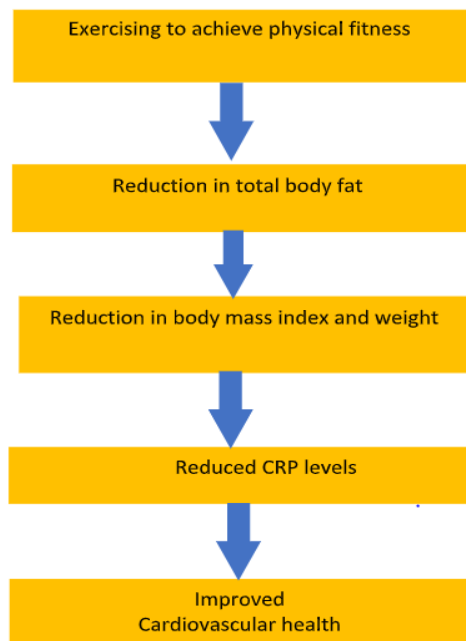 Exercising to achieve physical fitness
Reduction in total body fat
Reduction in body mass index and weight
Reduced CRP levels
Improved
Cardiovascular health